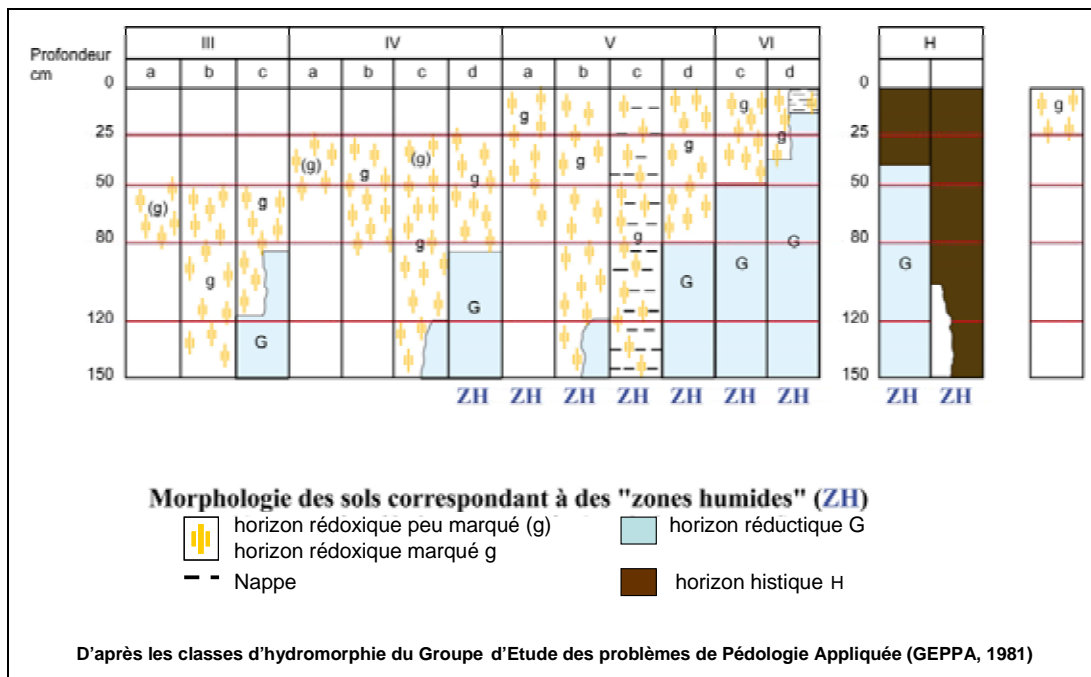 III IV V VI H
Profondeur
cm
a b c a b c d a b c d c d
0 0
g g g g g
25 25
(g) g (g) g g g g
50 50
(g) g g
80 80
g g g G G G G
G
120 120
G
150 150
ZH ZH ZH ZH ZH ZH ZH ZH ZH
Morphologie des sols correspondant à des "zones humides" (ZH)
horizon rédoxique peu marqué (g) horizon réductique G
horizon rédoxique marqué g
Nappe horizon histique H
D'après les classes d'hydromorphie du Groupe d'Etude des problèmes de Pédologie Appliquée (GEPPA, 1981)